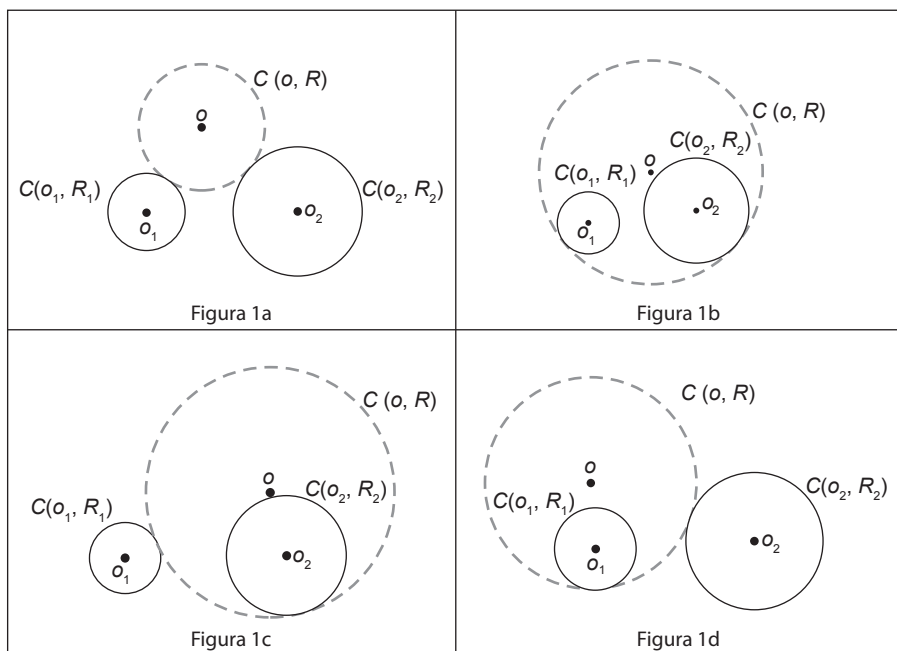 C (o, R)
o
C(o₁, R₁)
C(o₂, R₂)
o₁
o₂
Figura 1a
C (o, R)
C(o₂, R₂)
o
C(o₁, R₁)
o₂
o₁
Figura 1b
C (o, R)
o
C(o₂, R₂)
C(o₁, R₁)
o₁
o₂
Figura 1c
C (o, R)
o
C(o₁, R₁)
C(o₂, R₂)
o₁
o₂
Figura 1d